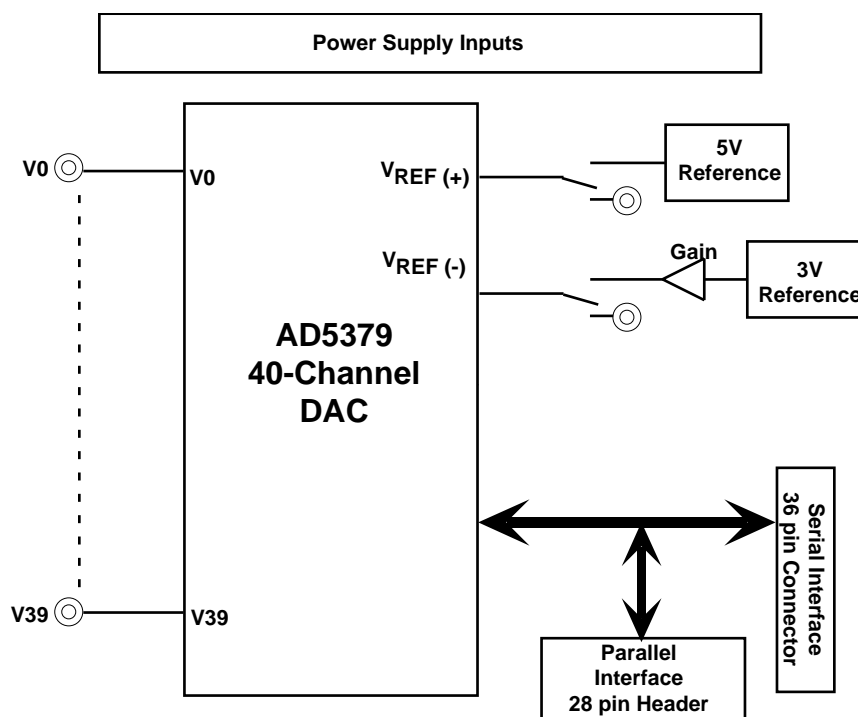 Power Supply Inputs
V0
V0
VREF (+)
5V
Reference
VREF (-)
Gain
3V
Reference
AD5379
40-Channel
DAC
V39
V39
Serial Interface
36 pin Connector
Parallel
Interface
28 pin Header